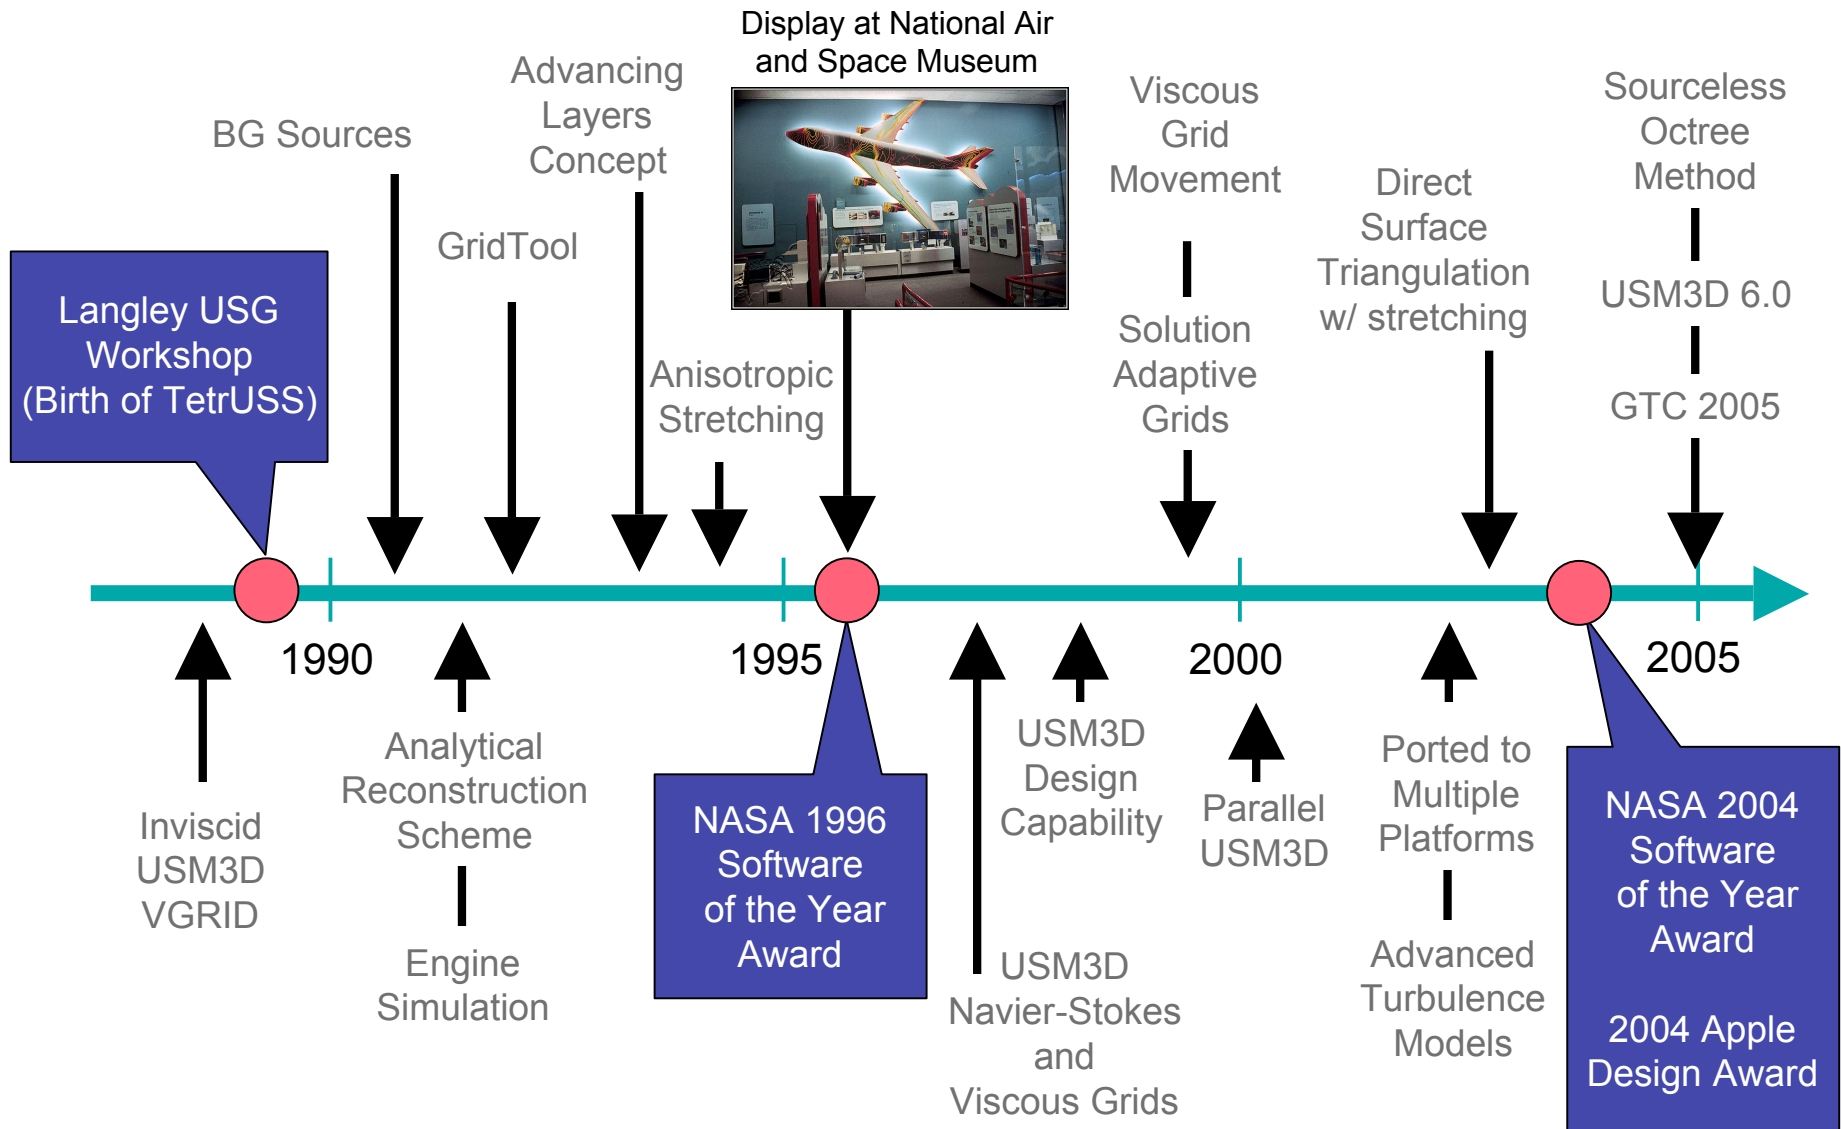 Display at National Air
and Space Museum
BG Sources
Advancing
Layers
Concept
GridTool
Anisotropic
Stretching
Viscous
Grid
Movement
Solution
Adaptive
Grids
Direct
Surface
Triangulation
w/ stretching
Sourceless
Octree
Method
USM3D 6.0
GTC 2005
Langley USG
Workshop
(Birth of TetrUSS)
1990
1995
2000
2005
Inviscid
USM3D
VGRID
Analytical
Reconstruction
Scheme
Engine
Simulation
NASA 1996
Software
of the Year
Award
USM3D
Navier-Stokes
and
Viscous Grids
USM3D
Design
Capability
Parallel
USM3D
Ported to
Multiple
Platforms
Advanced
Turbulence
Models
NASA 2004
Software
of the Year
Award
2004 Apple
Design Award